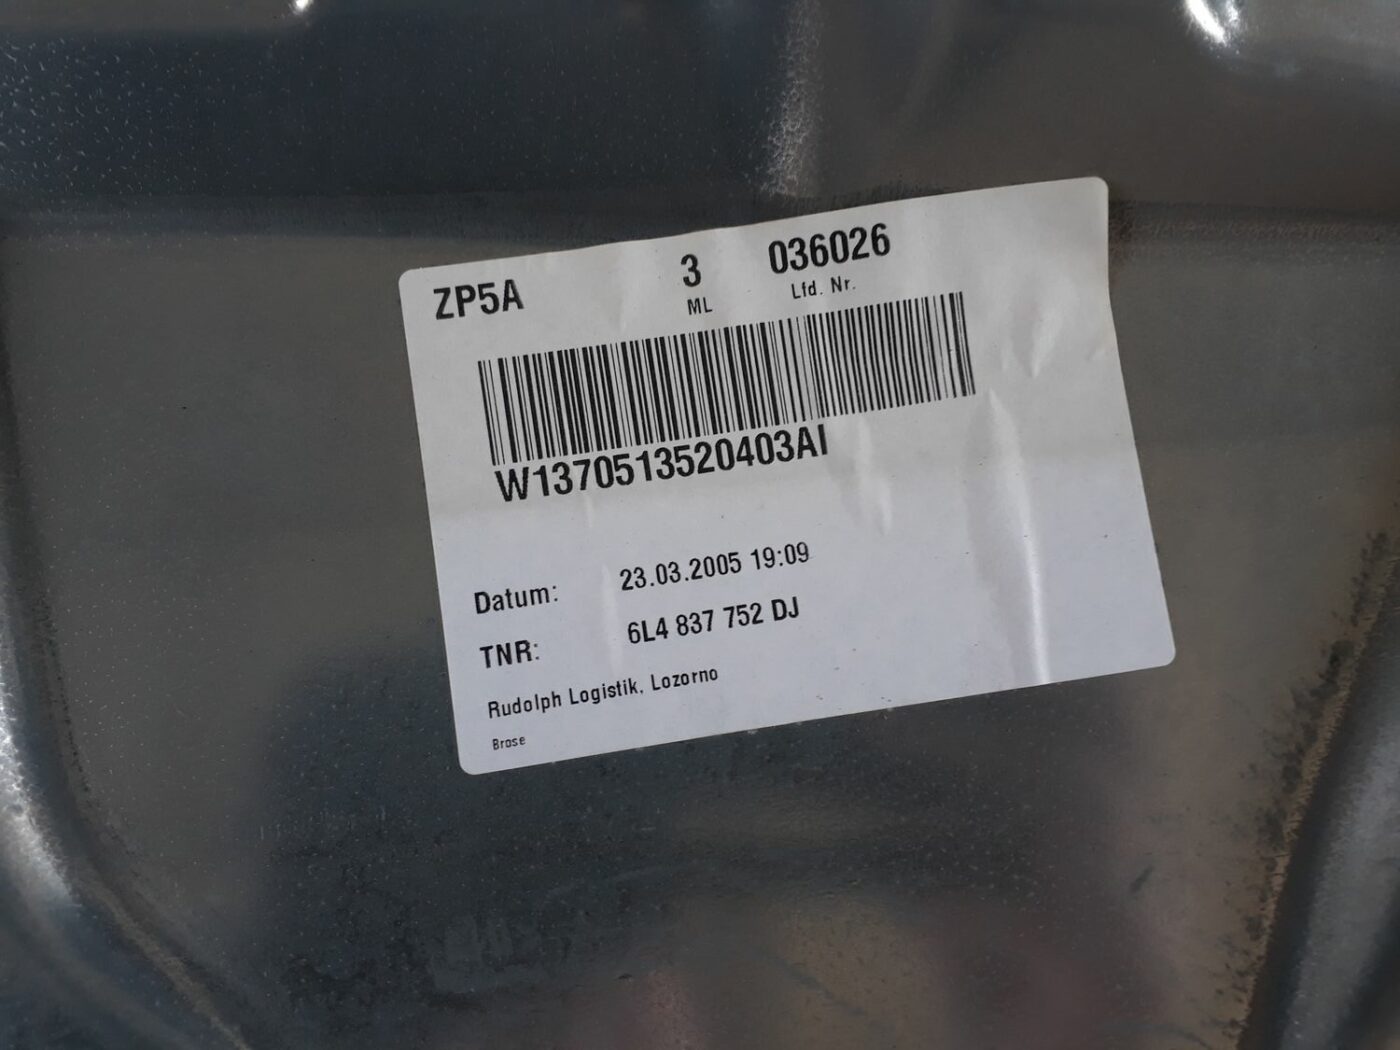 ZP5A 3 036026
ML Lfd. Nr.
W1370513520403AI
Datum: 23.03.2005 19:09
TNR: 6L4 837 752 DJ
Rudolph Logistik, Lozorno
Brose